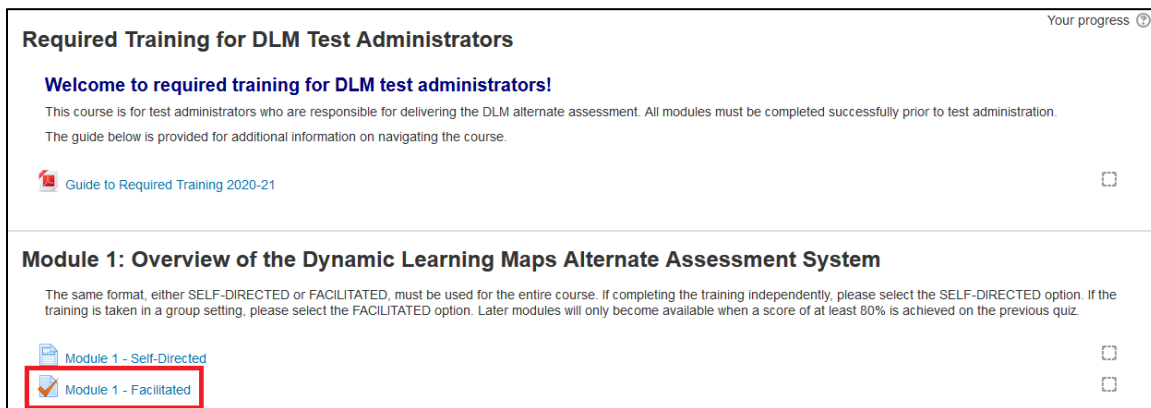 Your progress
Required Training for DLM Test Administrators
Welcome to required training for DLM test administrators!
This course is for test administrators who are responsible for delivering the DLM alternate assessment. All modules must be completed successfully prior to test administration.
The guide below is provided for additional information on navigating the course.
Guide to Required Training 2020-21
Module 1: Overview of the Dynamic Learning Maps Alternate Assessment System
The same format, either SELF-DIRECTED or FACILITATED, must be used for the entire course. If completing the training independently, please select the SELF-DIRECTED option. If the
training is taken in a group setting, please select the FACILITATED option. Later modules will only become available when a score of at least 80% is achieved on the previous quiz.
Module 1 - Self-Directed
Module 1 - Facilitated